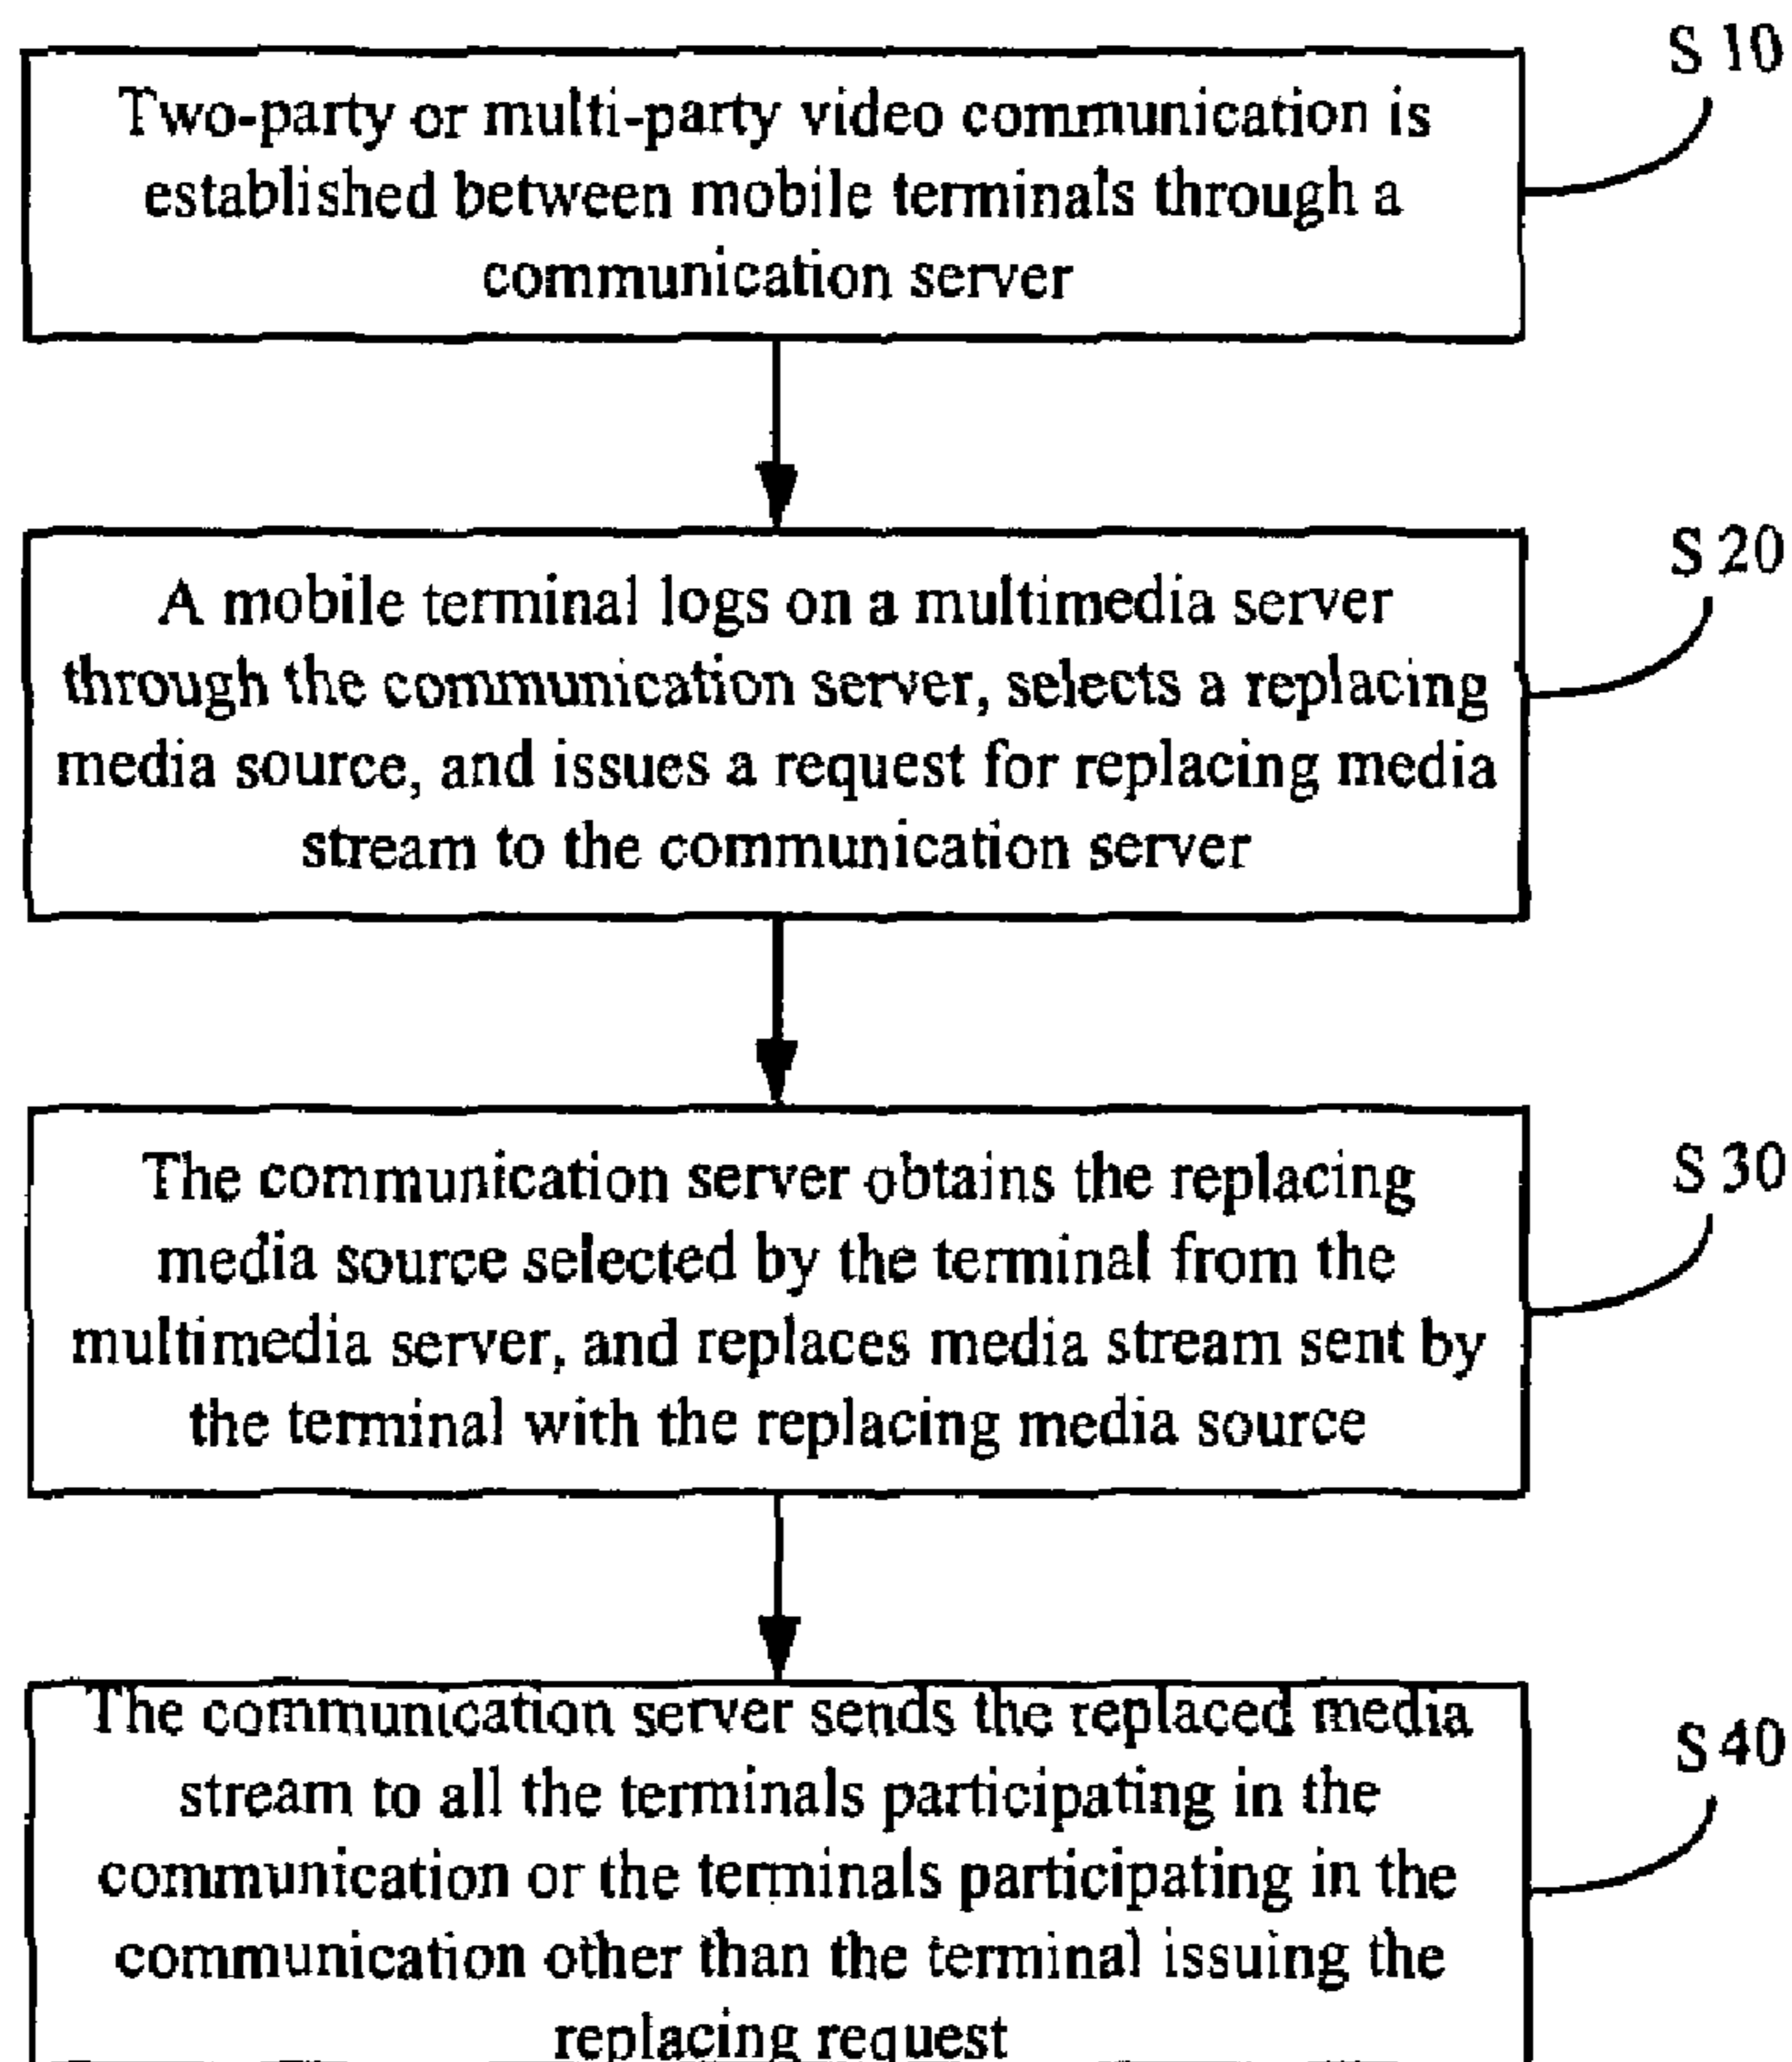 S 10
Two-party or multi-party video communication is
established between mobile terminals through a
communication server
S 20
A mobile terminal logs on a multimedia server
through the communication server, selects a replacing
media source, and issues a request for replacing media
stream to the communication server
S 30
The communication server obtains the replacing
media source selected by the terminal from the
multimedia server, and replaces media stream sent by
the terminal with the replacing media source
S 40
The communication server sends the replaced media
stream to all the terminals participating in the
communication or the terminals participating in the
communication other than the terminal issuing the
replacing request